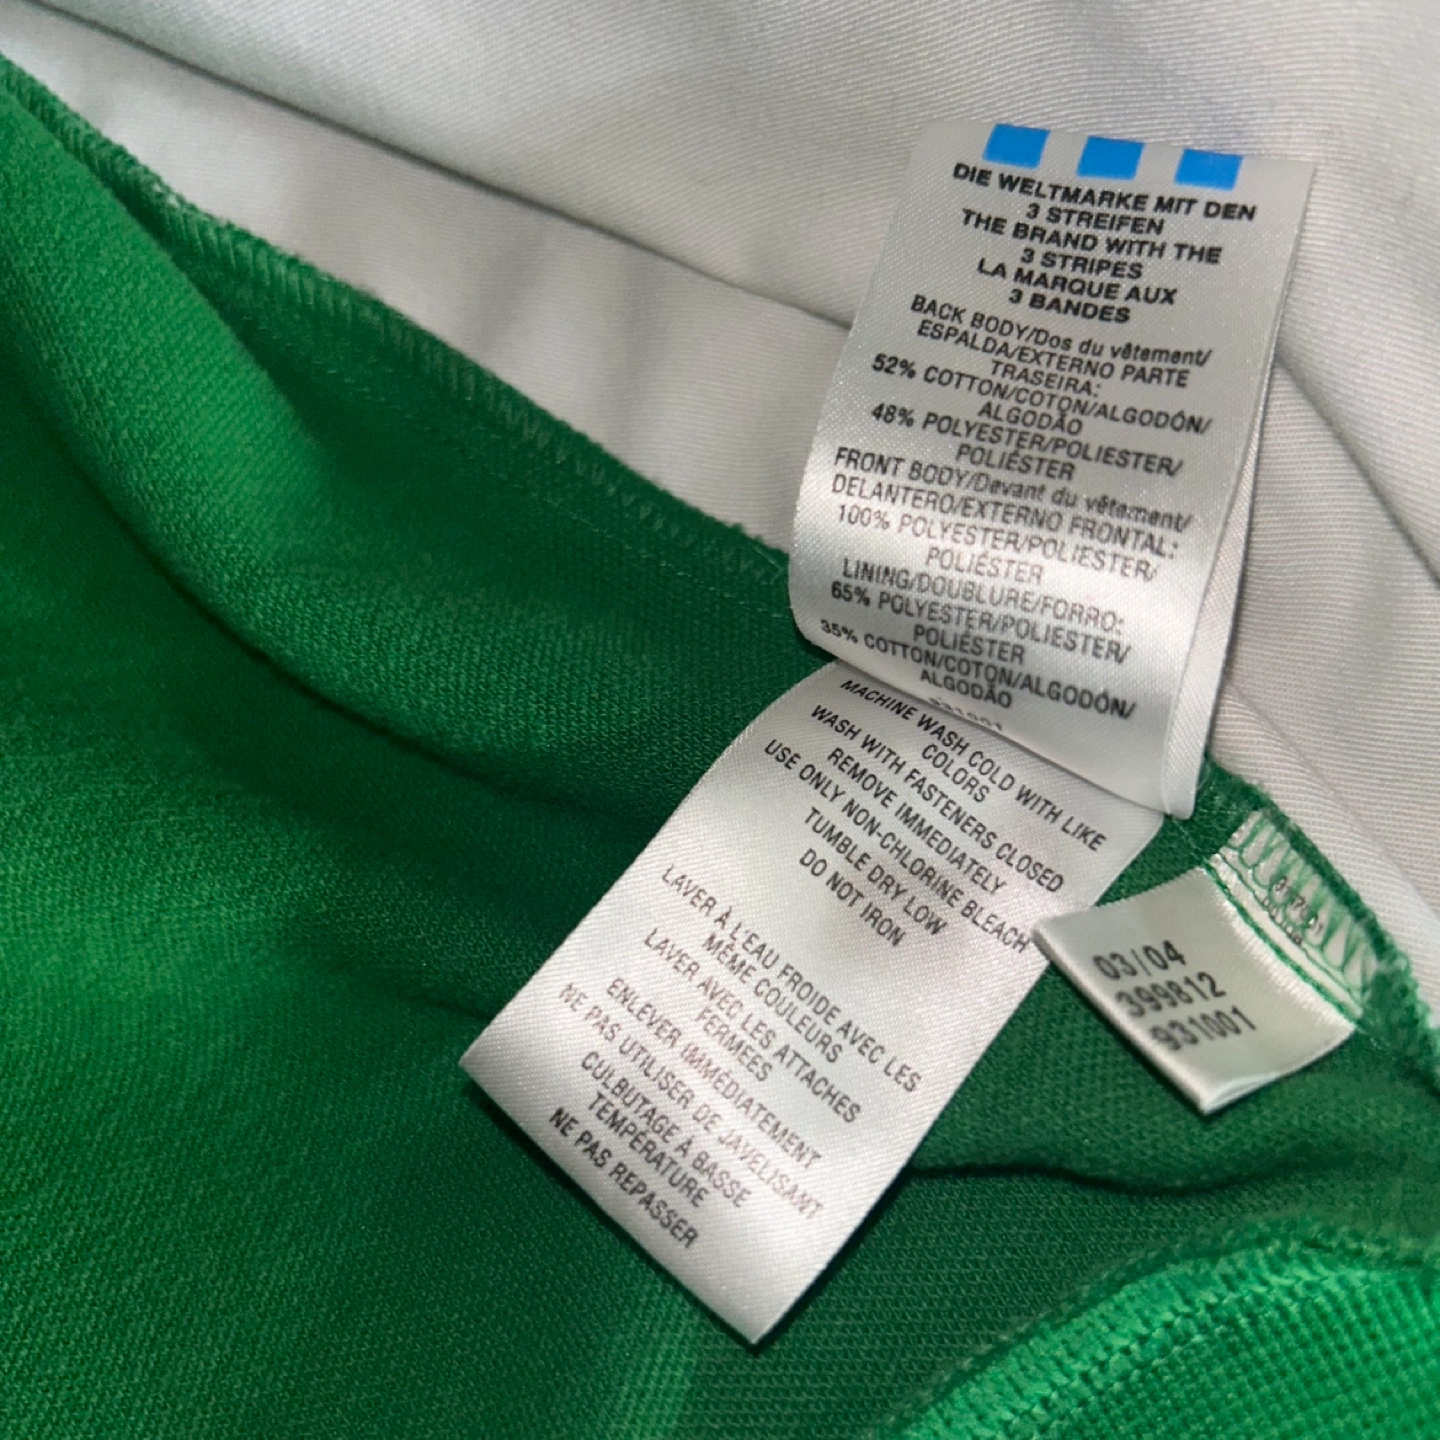 DIE WELTMARKE MIT DEN
3 STREIFEN
THE BRAND WITH THE
3 STRIPES
LA MARQUE AUX
3 BANDES
BACK BODY/Dos du vêtement/
ESPALDA/EXTERNO PARTE
TRASEIRA:
52% COTTON/COTON/ALGODÓN/
ALGODÃO
48% POLYESTER/POLIESTER/
POLIÉSTER
FRONT BODY/Devant du vêtement/
DELANTERO/EXTERNO FRONTAL:
100% POLYESTER/POLIESTER/
POLIÉSTER
LINING/DOUBLURE/FORRO:
65% POLYESTER/POLIESTER/
POLIÉSTER
35% COTTON/COTON/ALGODÓN/
ALGODÃO
931001
MACHINE WASH COLD WITH LIKE
COLORS
WASH WITH FASTENERS CLOSED
REMOVE IMMEDIATELY
USE ONLY NON-CHLORINE BLEACH
TUMBLE DRY LOW
DO NOT IRON
LAVER À L'EAU FROIDE AVEC LES
MÊME COULEURS
LAVER AVEC LES ATTACHES
FERMÉES
ENLEVER IMMÉDIATEMENT
NE PAS UTILISER DE JAVELISANT
CULBUTAGE À BASSE
TEMPÉRATURE
NE PAS REPASSER
03/04
399812
931001